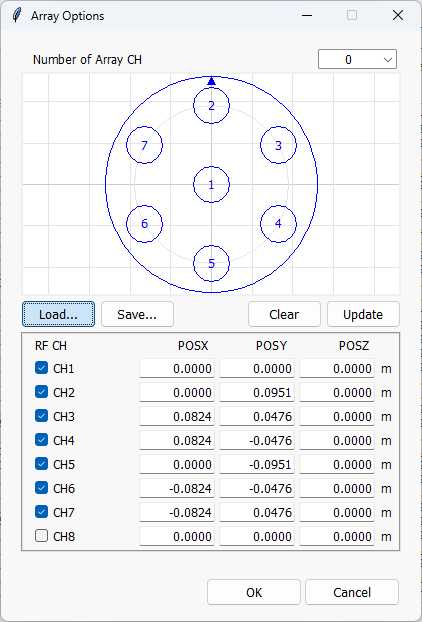 Array Options
Number of Array CH 0
2
7 3
1
6 4
5
Load... Save... Clear Update
RF CH POSX POSY POSZ
CH1 0.0000 0.0000 0.0000 m
CH2 0.0000 0.0951 0.0000 m
CH3 0.0824 0.0476 0.0000 m
CH4 0.0824 -0.0476 0.0000 m
CH5 0.0000 -0.0951 0.0000 m
CH6 -0.0824 -0.0476 0.0000 m
CH7 -0.0824 0.0476 0.0000 m
CH8 0.0000 0.0000 0.0000 m
OK Cancel